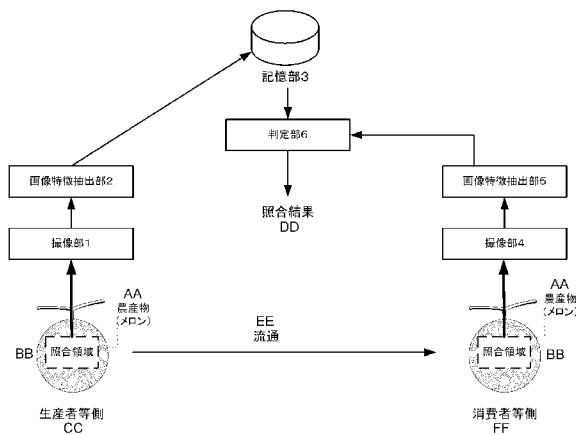 記憶部3
判定部6
画像特徴抽出部2
画像特徴抽出部5
照合結果
DD
撮像部1
撮像部4
AA
農産物
(メロン)
AA
農産物
(メロン)
EE
流通
BB
照合領域
照合領域
BB
生産者等側
CC
消費者等側
FF